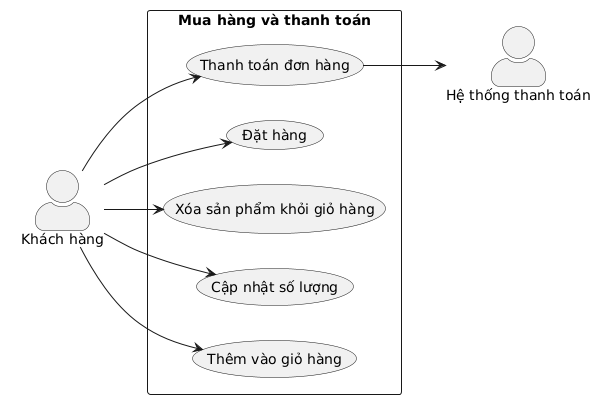 Mua hàng và thanh toán
Thanh toán đơn hàng
Hệ thống thanh toán
Đặt hàng
Xóa sản phẩm khỏi giỏ hàng
Khách hàng
Cập nhật số lượng
Thêm vào giỏ hàng